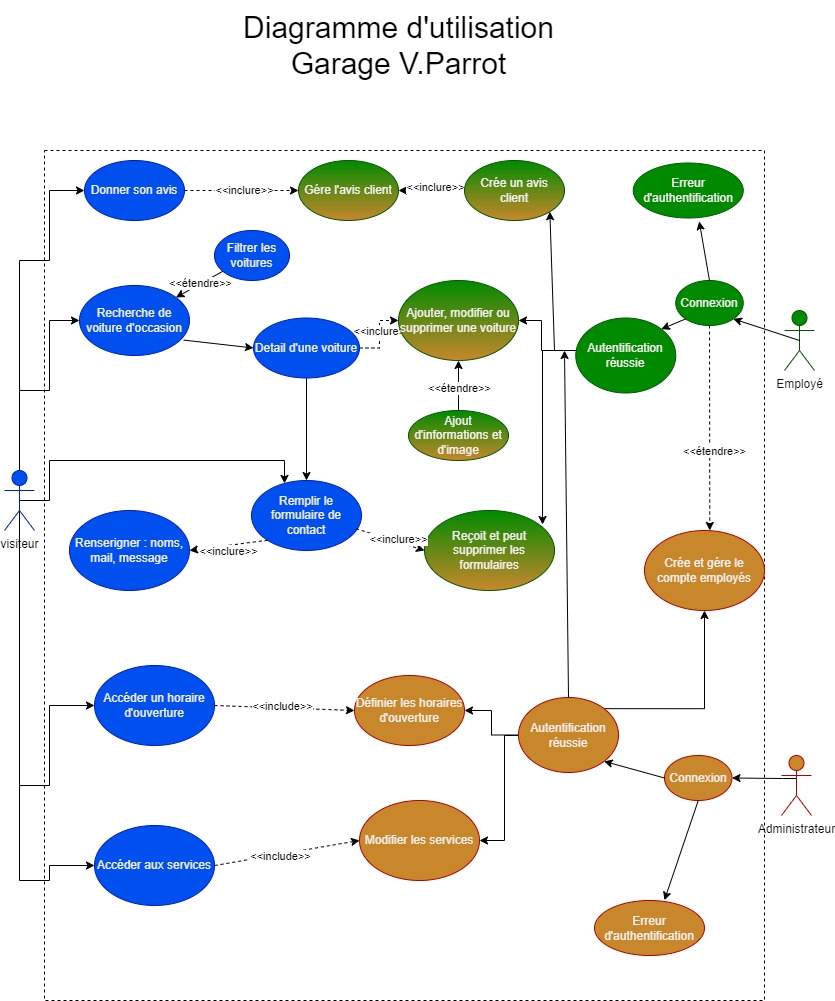 Diagramme d'utilisation
Garage V.Parrot
Donner son avis
<<inclure>>
Gére l'avis client
<<inclure>>
Crée un avis
client
Erreur
d'authentification
Filtrer les
voitures
<<étendre>>
Recherche de
voiture d'occasion
Detail d'une voiture
<<inclure
Ajouter, modifier ou
supprimer une voiture
<<étendre>>
Ajout
d'informations et
d'image
Autentification
réussie
Connexion
Employé
<<étendre>>
visiteur
Remplir le
formulaire de
contact
Renseigner : noms,
mail, message
<<inclure>>
<<inclure>>
Reçoit et peut
supprimer les
formulaires
Crée et gére le
compte employés
Accéder un horaire
d'ouverture
<<include>>
Définier les horaires
d'ouverture
Autentification
réussie
Connexion
Administrateur
Accéder aux services
<<include>>
Modifier les services
Erreur
d'authentification